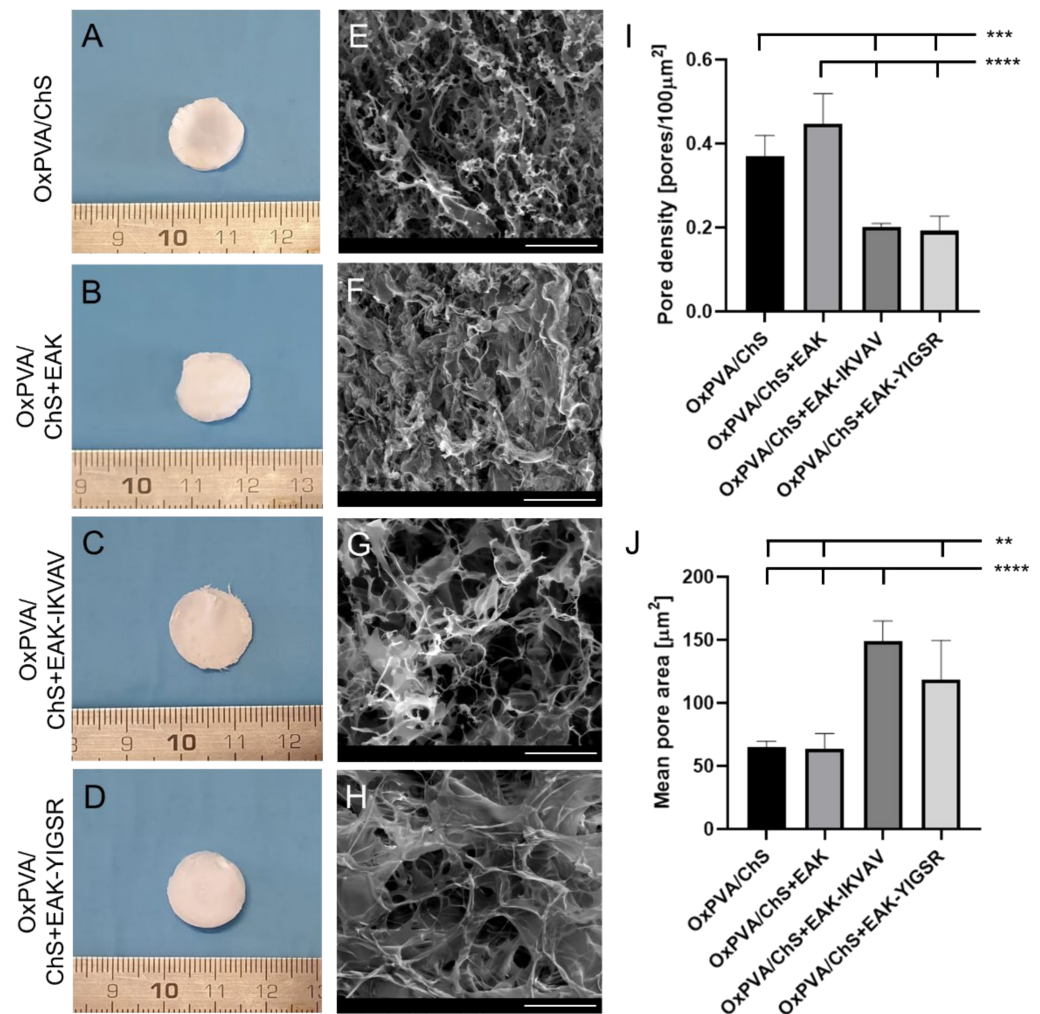 A
E
OxPVA/ChS
9 10 11 12
B
F
OxPVA/
ChS+EAK
9 10 11 12 13
C
G
OxPVA/
ChS+EAK-IKVAV
8 9 10 11 12
D
H
OxPVA/
ChS+EAK-YIGSR
9 10 11 12 1
I
***
****
Pore density [pores/100μm²]
0.6
0.4
0.2
0.0
OxPVA/ChS
OxPVA/ChS+EAK
OxPVA/ChS+EAK-IKVAV
OxPVA/ChS+EAK-YIGSR
J
**
****
Mean pore area [μm²]
200
150
100
50
0
OxPVA/ChS
OxPVA/ChS+EAK
OxPVA/ChS+EAK-IKVAV
OxPVA/ChS+EAK-YIGSR